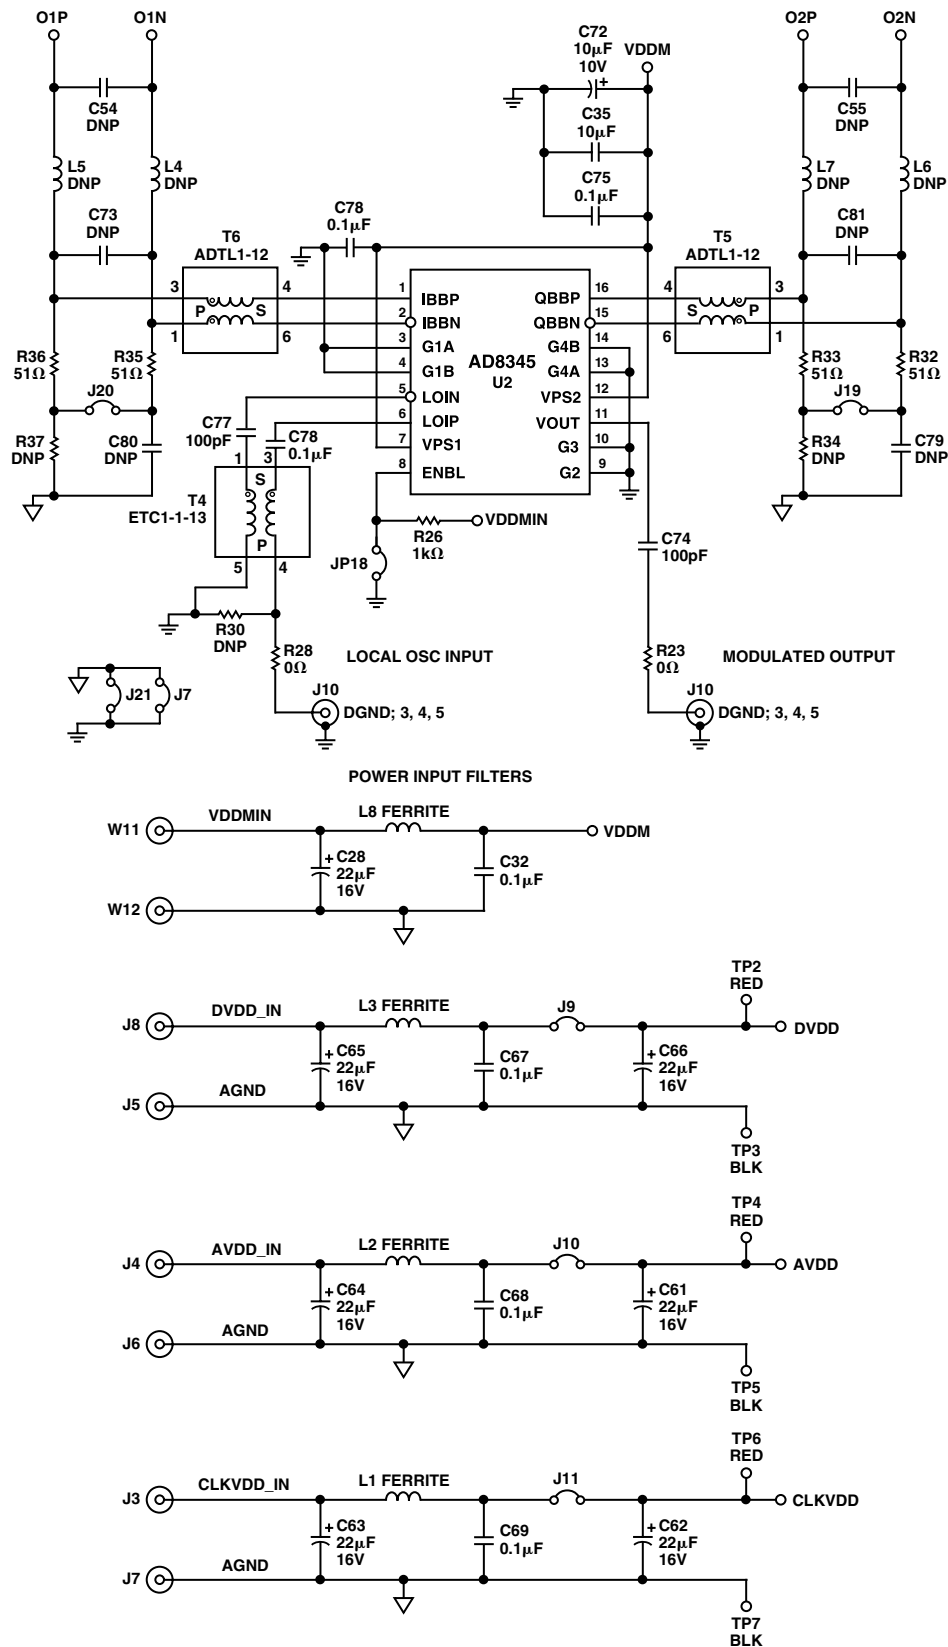 O1P
O1N
C54
DNP
L5
DNP
L4
DNP
C73
DNP
C72
10μF
10V
VDDM
C35
10μF
C75
0.1μF
O2P
O2N
C55
DNP
L7
DNP
L6
DNP
C81
DNP
C78
0.1μF
T6
ADTL1-12
3
4
P
S
1
6
T5
ADTL1-12
4
3
S
P
6
1
1
IBBP
2
IBBN
3
G1A
4
G1B
5
LOIN
6
LOIP
7
VPS1
8
ENBL
AD8345
U2
QBBP
16
QBBN
15
G4B
14
G4A
13
VPS2
12
VOUT
11
G3
10
G2
9
R36
51Ω
R35
51Ω
J20
R37
DNP
C80
DNP
C77
100pF
C78
0.1μF
1
3
S
T4
ETC1-1-13
P
5
4
R33
51Ω
R32
51Ω
J19
R34
DNP
C79
DNP
R26
1kΩ
VDDMIN
JP18
C74
100pF
R30
DNP
R28
0Ω
LOCAL OSC INPUT
J10
DGND; 3, 4, 5
R23
0Ω
MODULATED OUTPUT
J10
DGND; 3, 4, 5
J21
J7
POWER INPUT FILTERS
W11
VDDMIN
L8 FERRITE
VDDM
+
C28
22μF
16V
C32
0.1μF
W12
J8
DVDD_IN
L3 FERRITE
J9
TP2
RED
DVDD
+
C65
22μF
16V
C67
0.1μF
+
C66
22μF
16V
J5
AGND
TP3
BLK
J4
AVDD_IN
L2 FERRITE
J10
TP4
RED
AVDD
+
C64
22μF
16V
C68
0.1μF
+
C61
22μF
16V
J6
AGND
TP5
BLK
J3
CLKVDD_IN
L1 FERRITE
J11
TP6
RED
CLKVDD
+
C63
22μF
16V
C69
0.1μF
+
C62
22μF
16V
J7
AGND
TP7
BLK